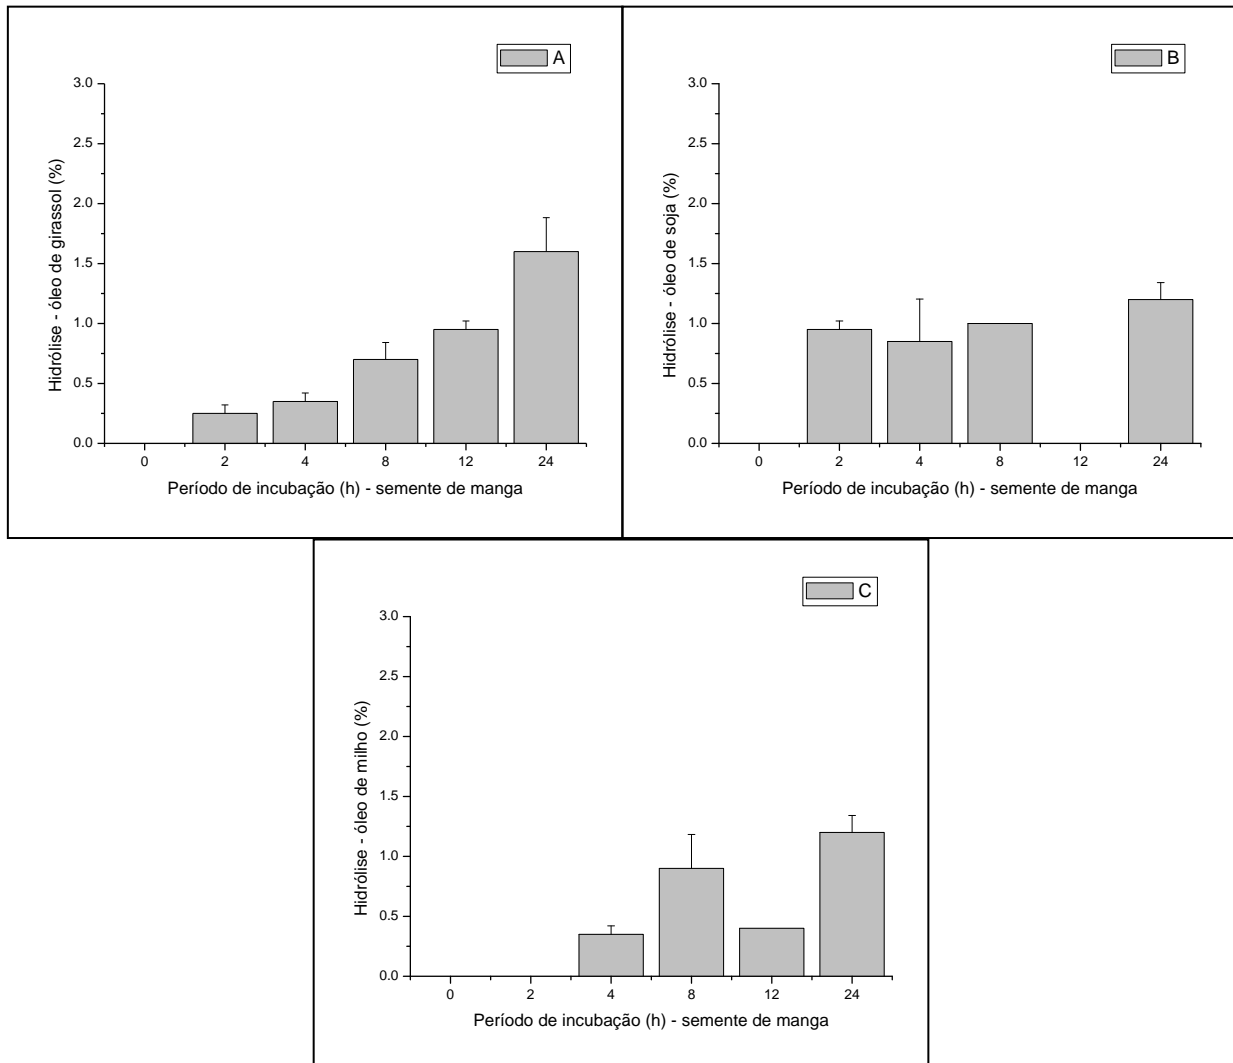 A
3.0
2.5
2.0
1.5
1.0
0.5
0.0
Hidrólise - óleo de girassol (%)
0 2 4 8 12 24
Período de incubação (h) - semente de manga
B
3.0
2.5
2.0
1.5
1.0
0.5
0.0
Hidrólise - óleo de soja (%)
0 2 4 8 12 24
Período de incubação (h) - semente de manga
C
3.0
2.5
2.0
1.5
1.0
0.5
0.0
Hidrólise - óleo de milho (%)
0 2 4 8 12 24
Período de incubação (h) - semente de manga